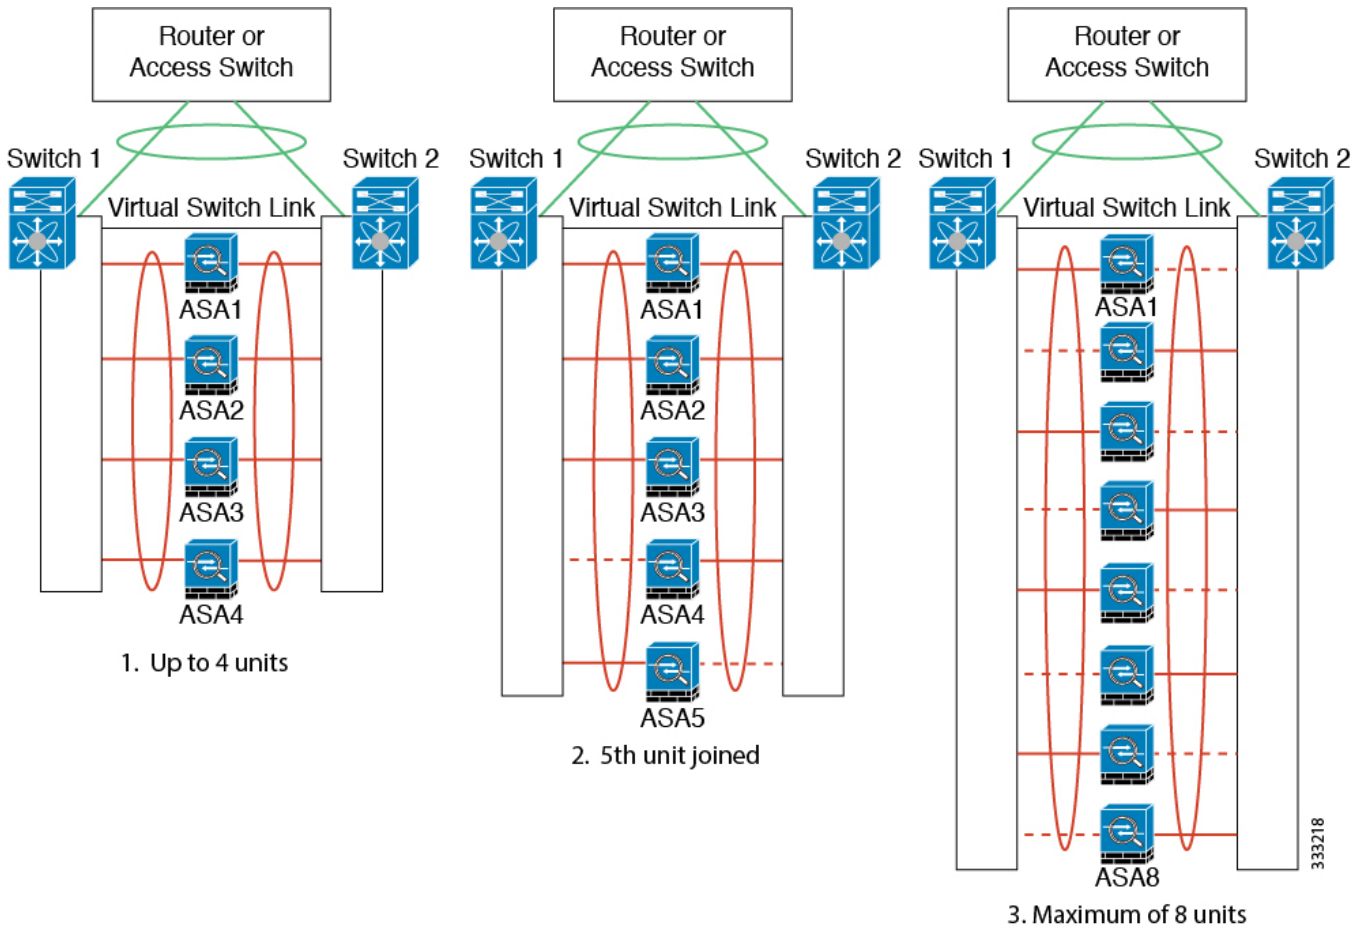 Router or
Access Switch
Switch 1
Switch 2
Virtual Switch Link
ASA1
ASA2
ASA3
ASA4
1. Up to 4 units
Router or
Access Switch
Switch 1
Switch 2
Virtual Switch Link
ASA1
ASA2
ASA3
ASA4
ASA5
2. 5th unit joined
Router or
Access Switch
Switch 1
Switch 2
Virtual Switch Link
ASA1
ASA8
3. Maximum of 8 units
333218